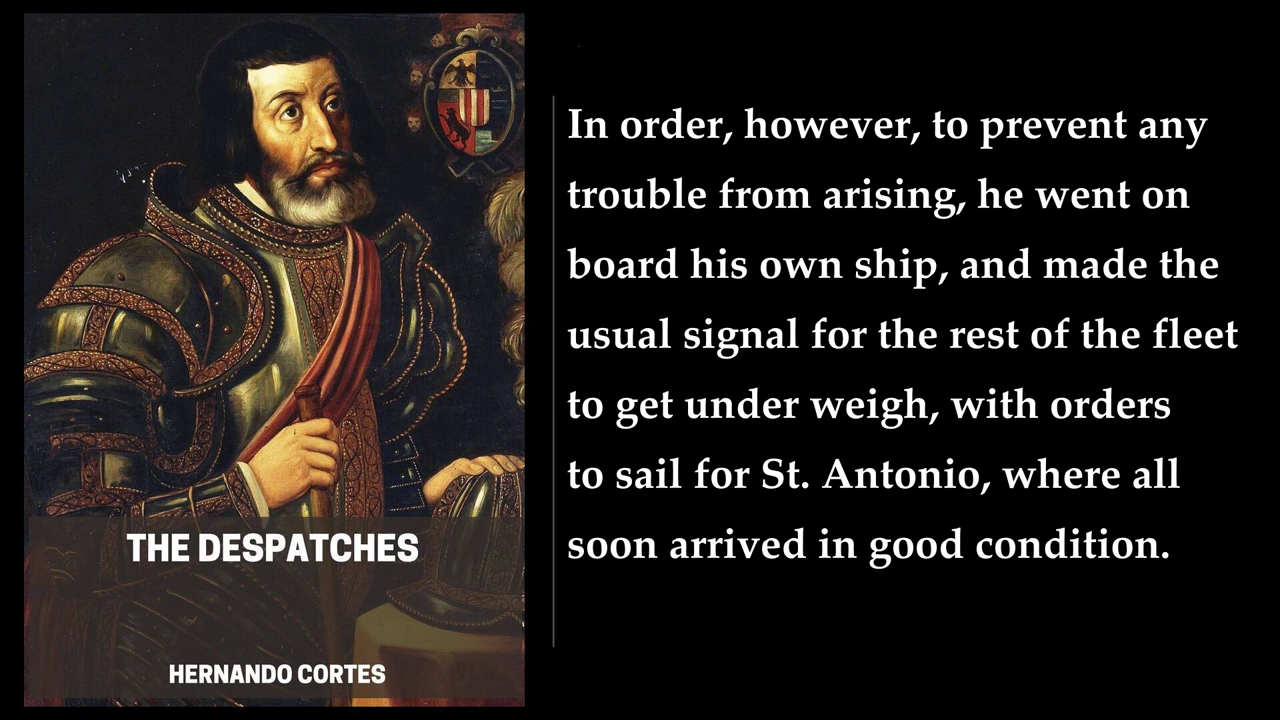 THE DESPATCHES
HERNANDO CORTES
In order, however, to prevent any
trouble from arising, he went on
board his own ship, and made the
usual signal for the rest of the fleet
to get under weigh, with orders
to sail for St. Antonio, where all
soon arrived in good condition.